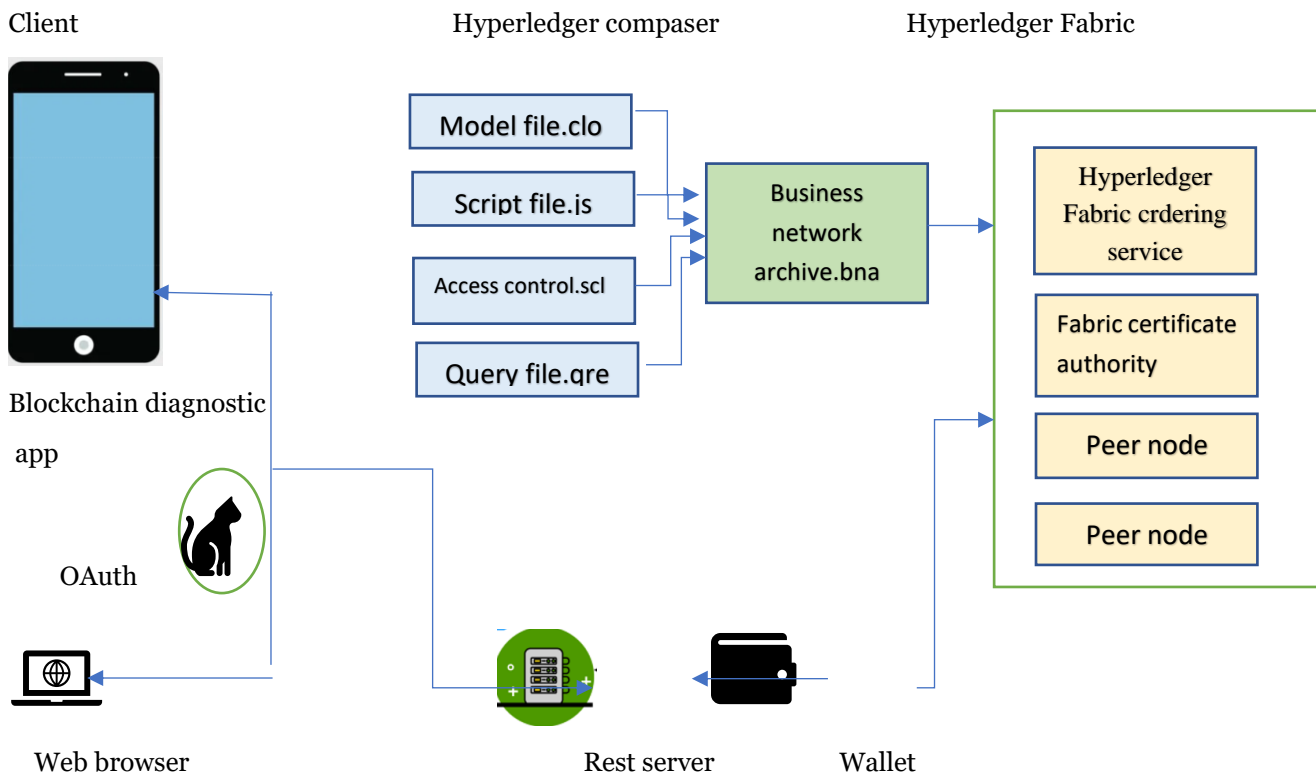 Client
Hyperledger compaser
Hyperledger Fabric
Model file.clo
Script file.js
Access control.scl
Query file.qre
Business
network
archive.bna
Hyperledger
Fabric crdering
service
Fabric certificate
authority
Peer node
Peer node
Blockchain diagnostic
app
OAuth
Web browser
Rest server
Wallet